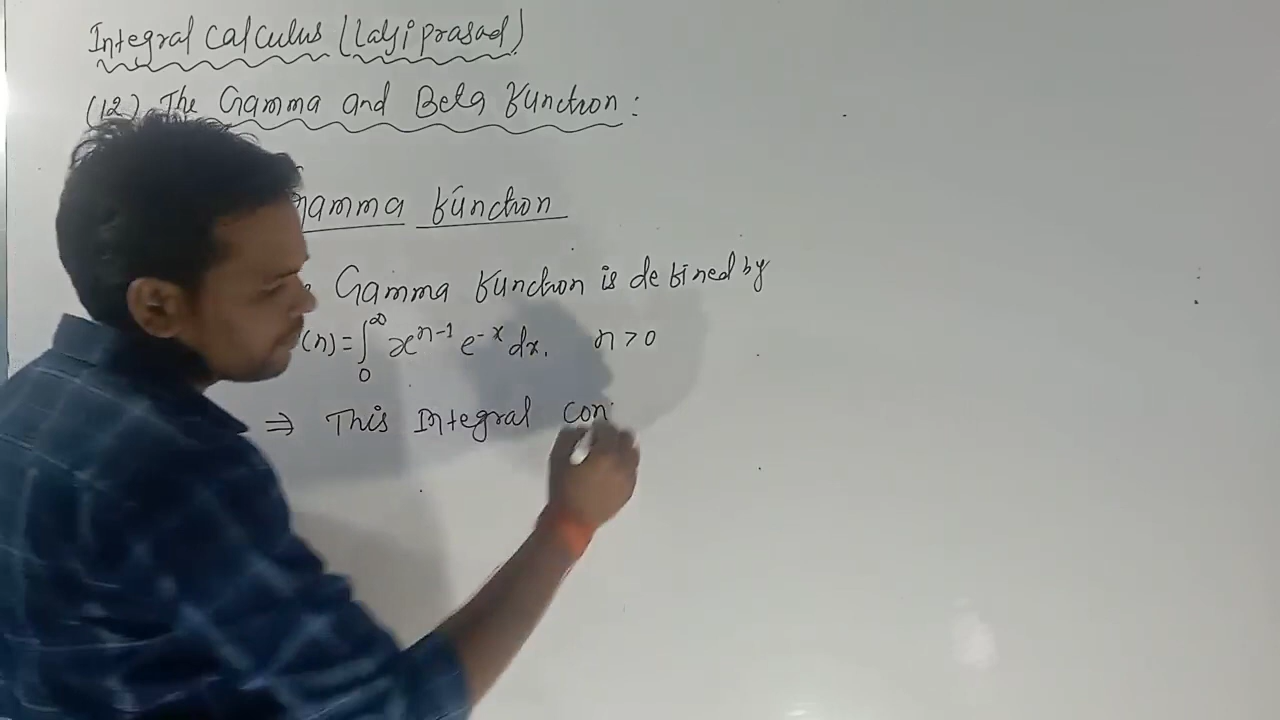 Integral Calculus (Lalji prasad)
(12) The Gamma and Beta Function :
Gamma Function
Gamma Function is defined by
(n) = ∫₀^∞ x^{n-1} e^{-x} dx. n > 0
⇒ This Integral con